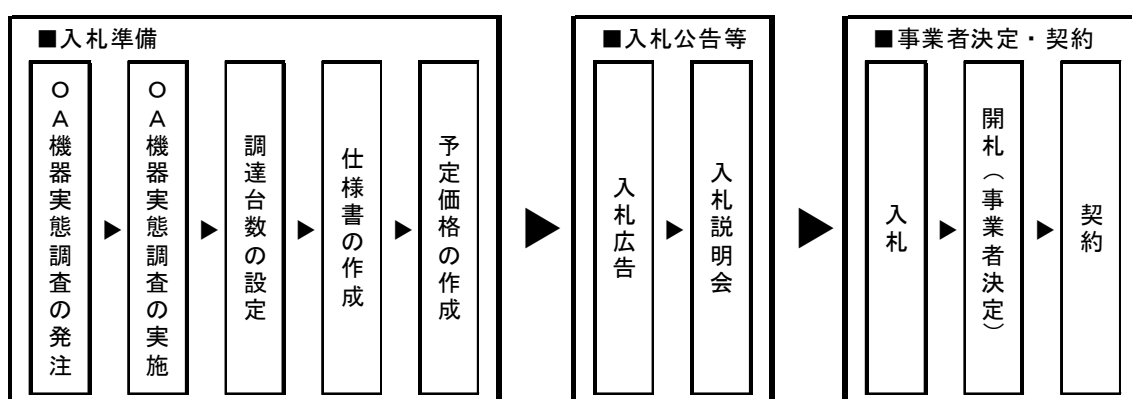 ■入札準備
ＯＡ機器実態調査の発注
ＯＡ機器実態調査の実施
調達台数の設定
仕様書の作成
予定価格の作成
■入札公告等
入札広告
入札説明会
■事業者決定・契約
入札
開札（事業者決定）
契約